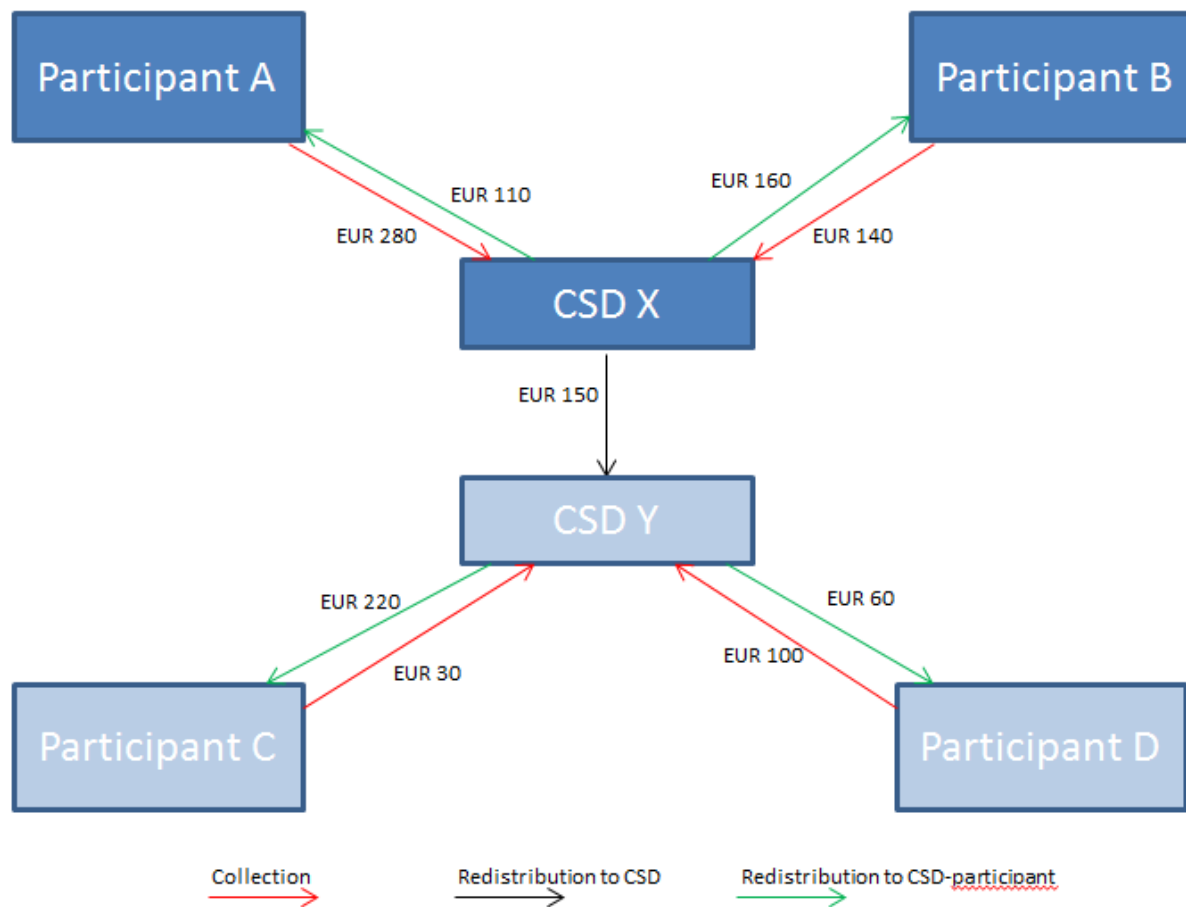 Participant A
Participant B
EUR 110
EUR 160
EUR 280
EUR 140
CSD X
EUR 150
CSD Y
EUR 220
EUR 60
EUR 30
EUR 100
Participant C
Participant D
Collection
Redistribution to CSD
Redistribution to CSD-participant